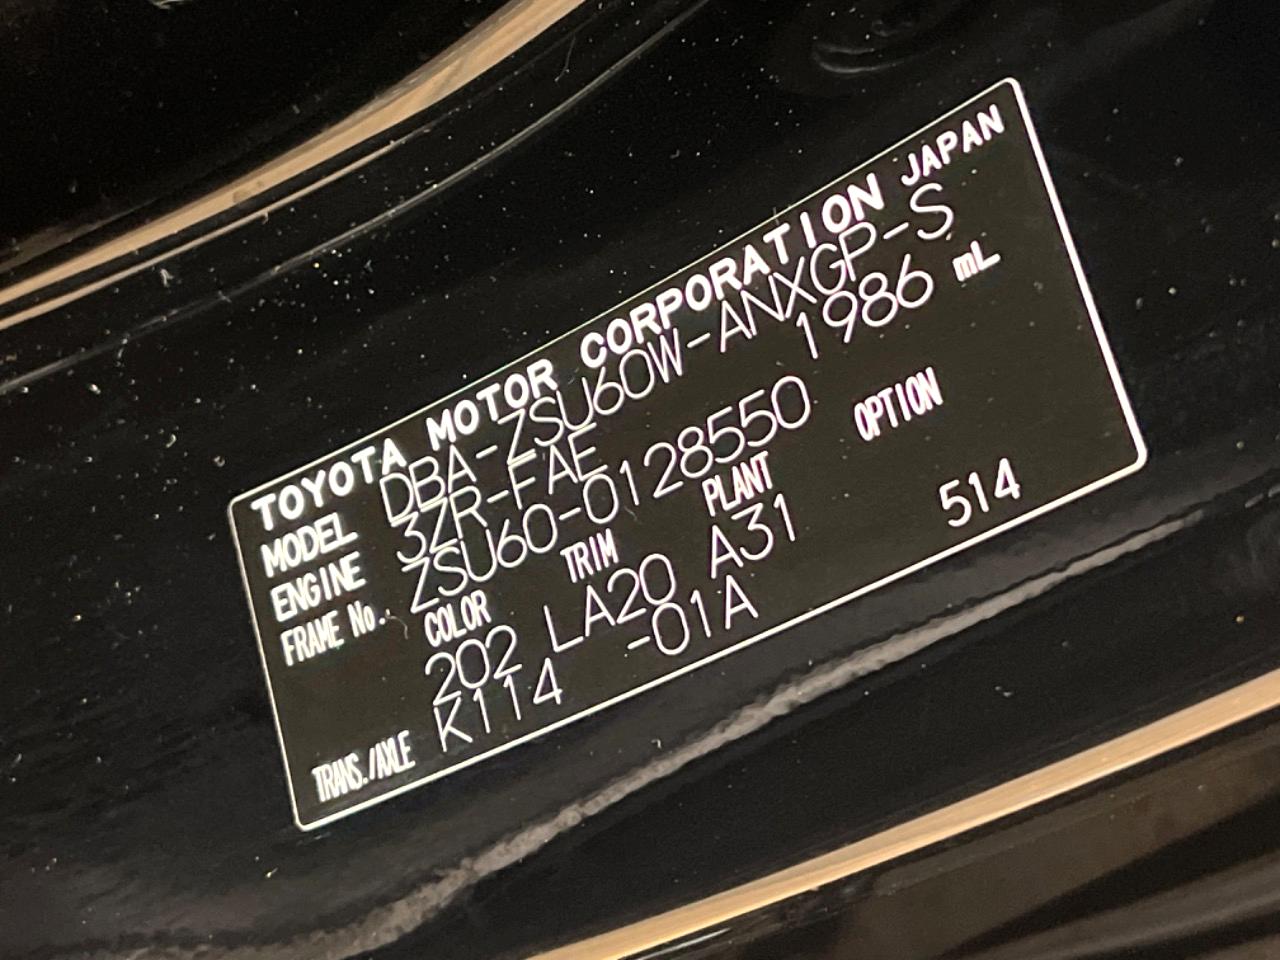 TOYOTA MOTOR CORPORATION JAPAN
MODEL DBA-ZSU60W-ANXGP-S
ENGINE 3ZR-FAE 1986 mL
FRAME No. ZSU60-0128550
COLOR TRIM PLANT OPTION
202 LA20 A31 514
TRANS./AXLE K114 -01A